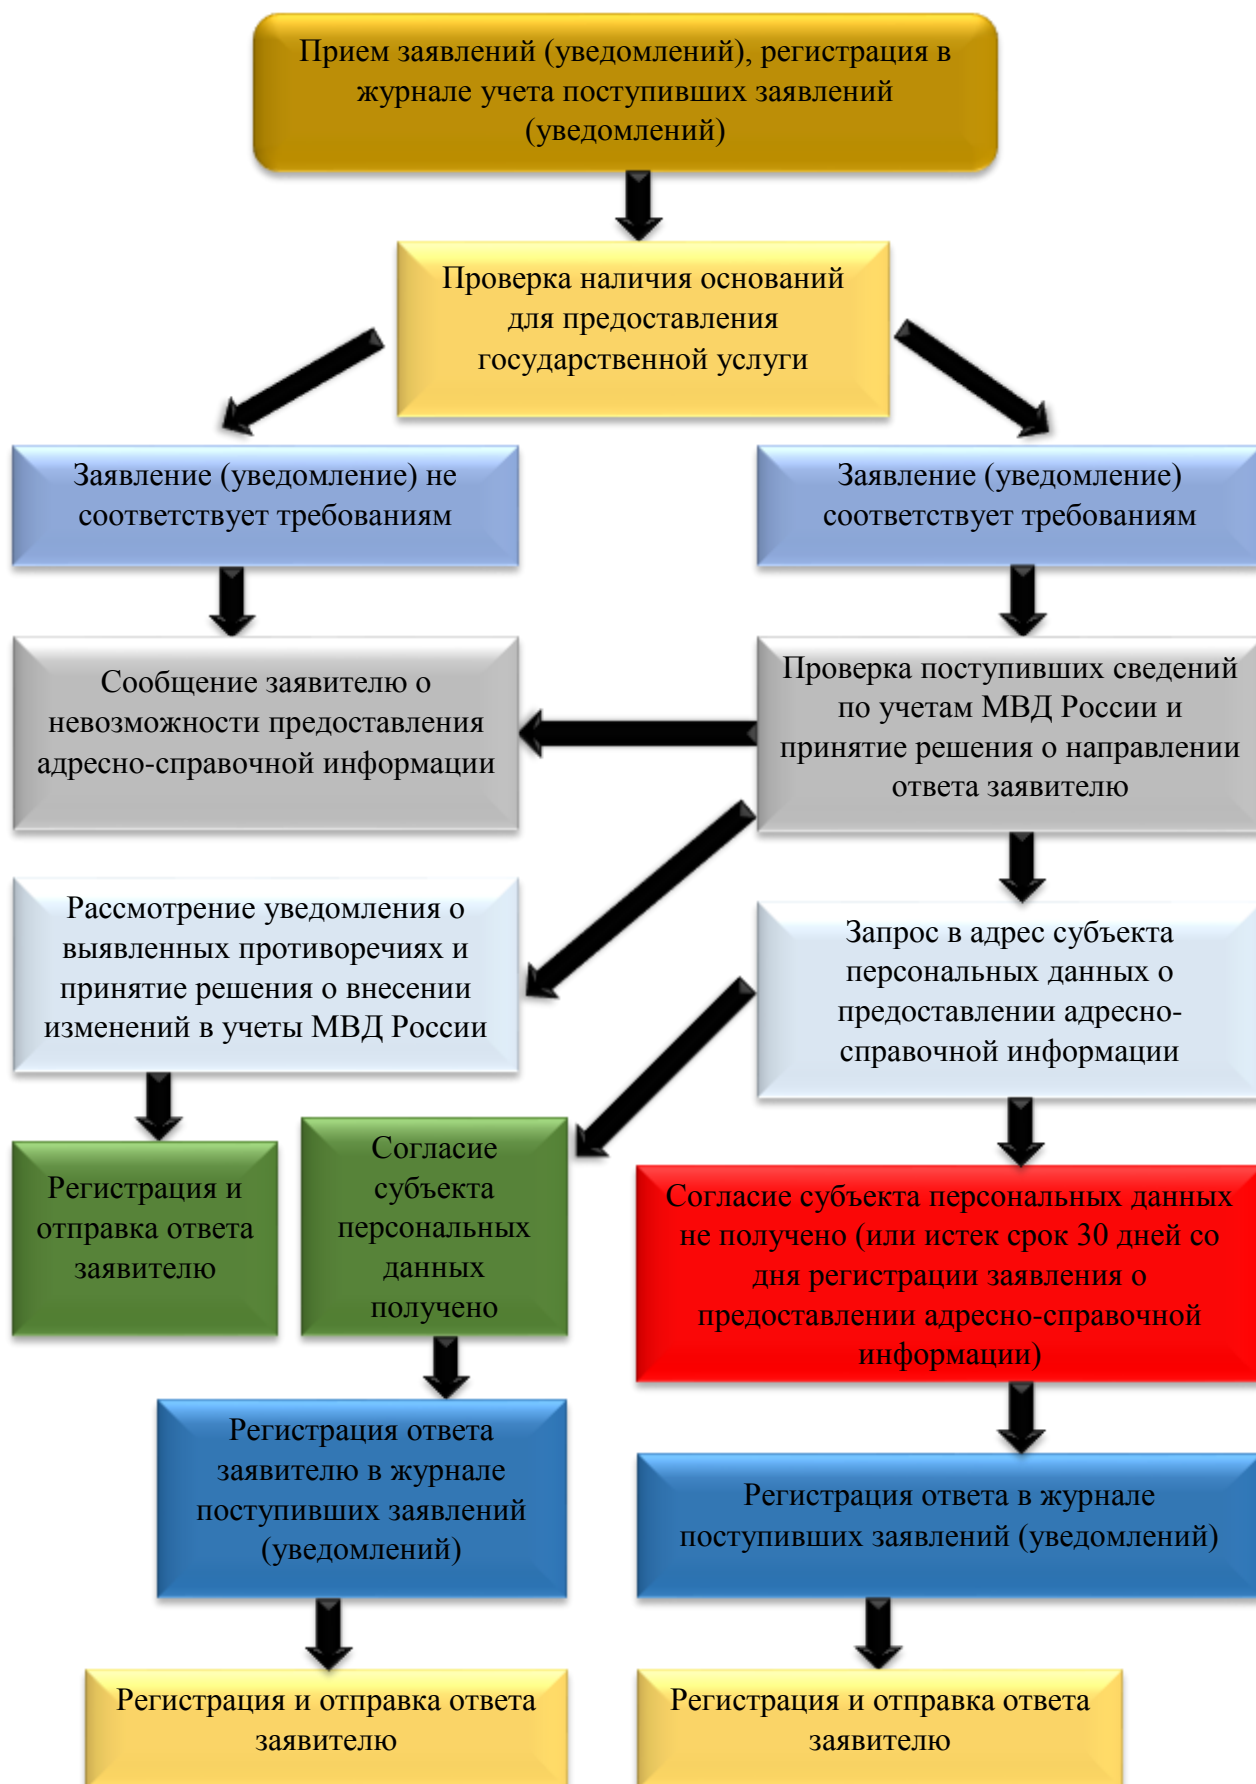 Прием заявлений (уведомлений), регистрация в
журнале учета поступивших заявлений
(уведомлений)
Проверка наличия оснований
для предоставления
государственной услуги
Заявление (уведомление) не
соответствует требованиям
Заявление (уведомление)
соответствует требованиям
Сообщение заявителю о
невозможности предоставления
адресно-справочной информации
Проверка поступивших сведений
по учетам МВД России и
принятие решения о направлении
ответа заявителю
Рассмотрение уведомления о
выявленных противоречиях и
принятие решения о внесении
изменений в учеты МВД России
Запрос в адрес субъекта
персональных данных о
предоставлении адресно-
справочной информации
Регистрация и
отправка ответа
заявителю
Согласие
субъекта
персональных
данных
получено
Согласие субъекта персональных данных
не получено (или истек срок 30 дней со
дня регистрации заявления о
предоставлении адресно-справочной
информации)
Регистрация ответа
заявителю в журнале
поступивших заявлений
(уведомлений)
Регистрация ответа в журнале
поступивших заявлений (уведомлений)
Регистрация и отправка ответа
заявителю
Регистрация и отправка ответа
заявителю